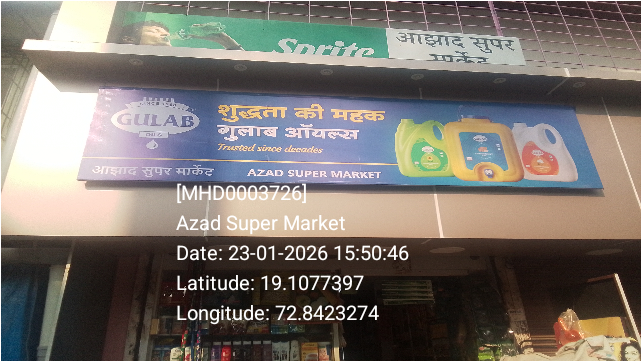 Sprite
आझाद सुपर
मार्केट
GULAB
शुद्धता की महक
गुलाब ऑयल्स
Trusted since decades
आझाद सुपर मार्केट
AZAD SUPER MARKET
[MHD0003726]
Azad Super Market
Date: 23-01-2026 15:50:46
Latitude: 19.1077397
Longitude: 72.8423274